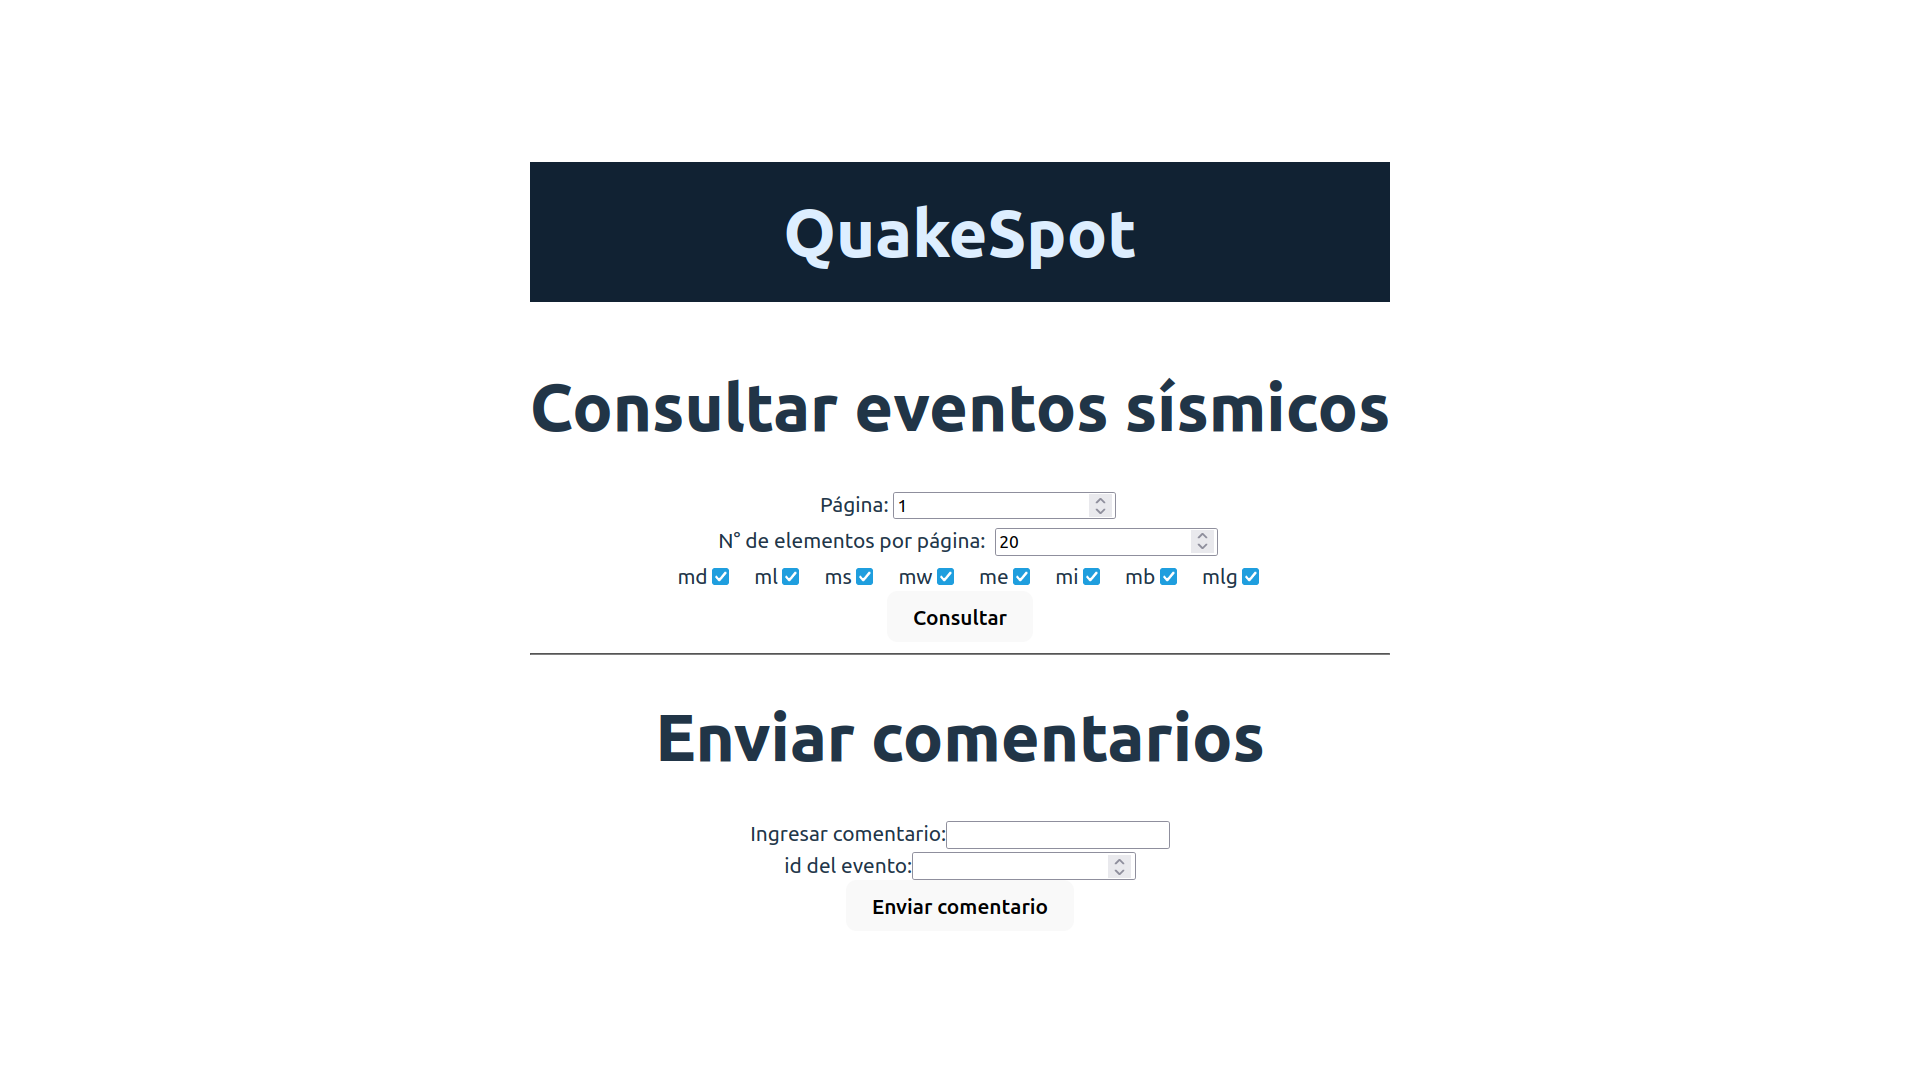 QuakeSpot
Consultar eventos sísmicos
Página: 1
N° de elementos por página: 20
md ml ms mw me mi mb mlg
Consultar
Enviar comentarios
Ingresar comentario:
id del evento:
Enviar comentario